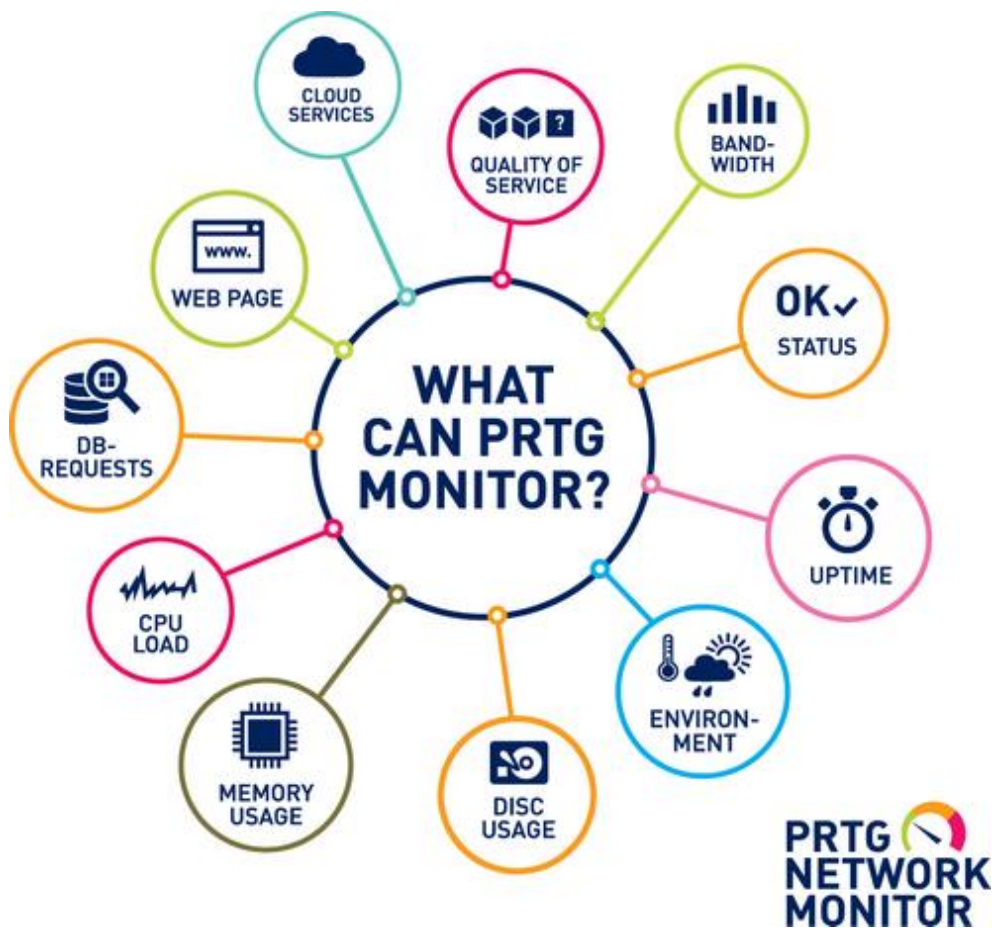 WHAT
CAN PRTG
MONITOR?
CLOUD
SERVICES
?
QUALITY OF
SERVICE
BAND-
WIDTH
OK
STATUS
UPTIME
ENVIRON-
MENT
DISC
USAGE
MEMORY
USAGE
CPU
LOAD
DB-
REQUESTS
www.
WEB PAGE
PRTG
NETWORK
MONITOR